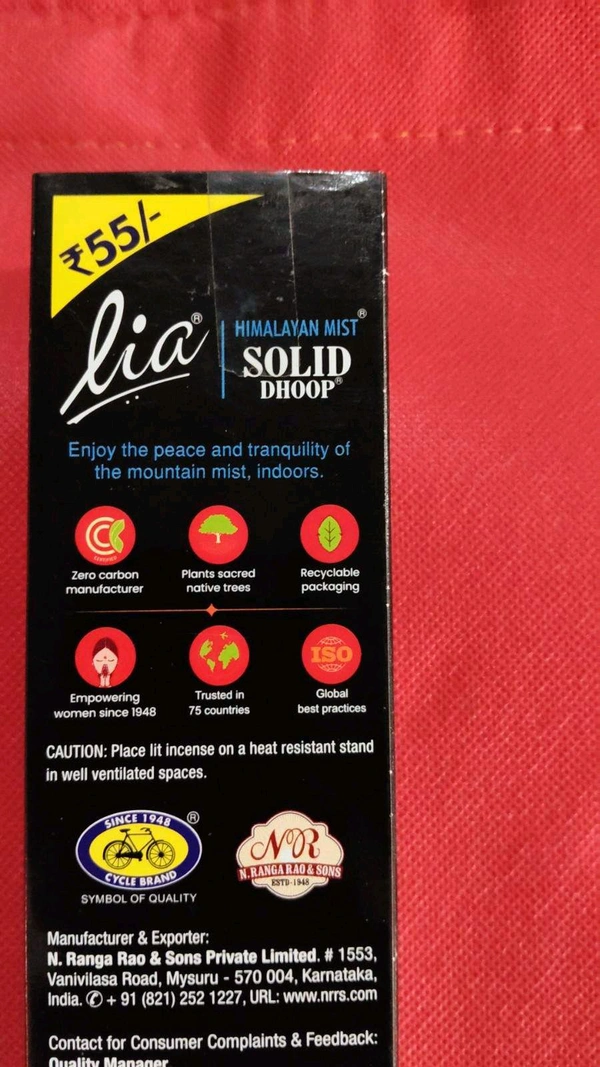 ₹55/-
lia®
HIMALAYAN MIST®
SOLID
DHOOP®
Enjoy the peace and tranquility of
the mountain mist, indoors.
CERTIFIED
Zero carbon
manufacturer
Plants sacred
native trees
Recyclable
packaging
ISO
Empowering
women since 1948
Trusted in
75 countries
Global
best practices
CAUTION: Place lit incense on a heat resistant stand
in well ventilated spaces.
SINCE 1948 ®
CYCLE BRAND
SYMBOL OF QUALITY
NR
N. RANGA RAO & SONS
ESTD-1948
Manufacturer & Exporter:
N. Ranga Rao & Sons Private Limited. # 1553,
Vanivilasa Road, Mysuru - 570 004, Karnataka,
India. ✆ + 91 (821) 252 1227, URL: www.nrrs.com
Contact for Consumer Complaints & Feedback:
Quality Manager,